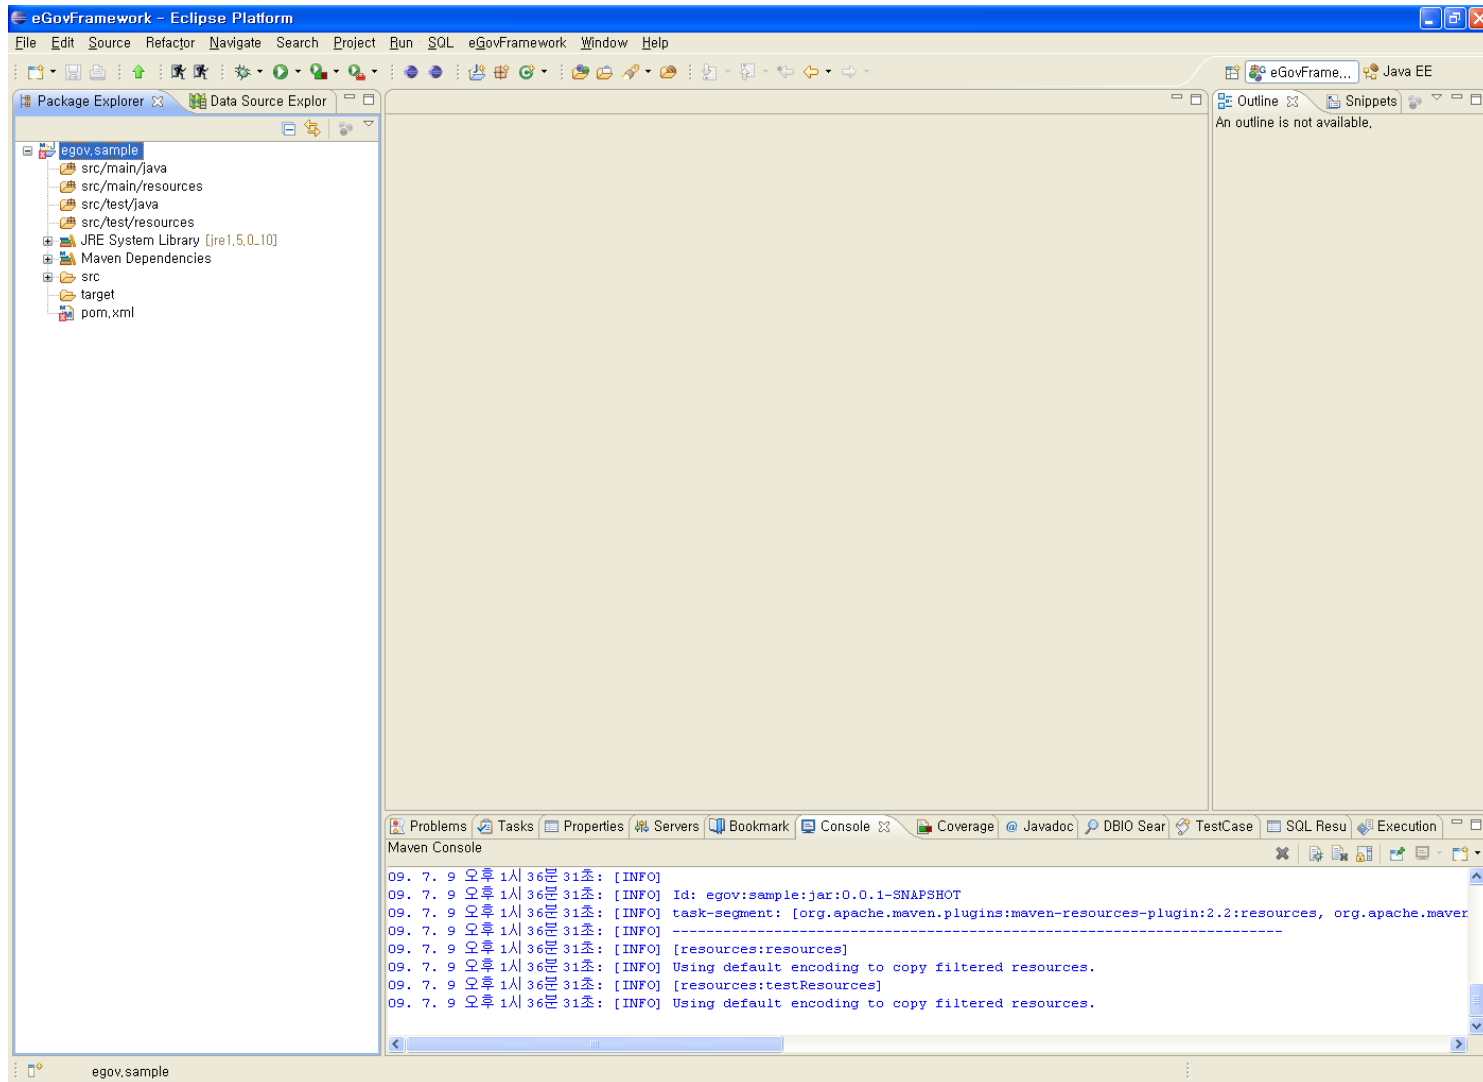 eGovFramework - Eclipse Platform
File Edit Source Refactor Navigate Search Project Run SQL eGovFramework Window Help
eGovFrame... Java EE
Package Explorer Data Source Explor
Outline Snippets
An outline is not available.
egov.sample
src/main/java
src/main/resources
src/test/java
src/test/resources
JRE System Library [jre1.5.0_10]
Maven Dependencies
src
target
pom.xml
Problems Tasks Properties Servers Bookmark Console Coverage Javadoc DBIO Sear TestCase SQL Resu Execution
Maven Console
09. 7. 9 오후 1시 36분 31초: [INFO]
09. 7. 9 오후 1시 36분 31초: [INFO] Id: egov:sample:jar:0.0.1-SNAPSHOT
09. 7. 9 오후 1시 36분 31초: [INFO] task-segment: [org.apache.maven.plugins:maven-resources-plugin:2.2:resources, org.apache.maven
09. 7. 9 오후 1시 36분 31초: [INFO] ------------------------------------------------------------------------
09. 7. 9 오후 1시 36분 31초: [INFO] [resources:resources]
09. 7. 9 오후 1시 36분 31초: [INFO] Using default encoding to copy filtered resources.
09. 7. 9 오후 1시 36분 31초: [INFO] [resources:testResources]
09. 7. 9 오후 1시 36분 31초: [INFO] Using default encoding to copy filtered resources.
egov.sample